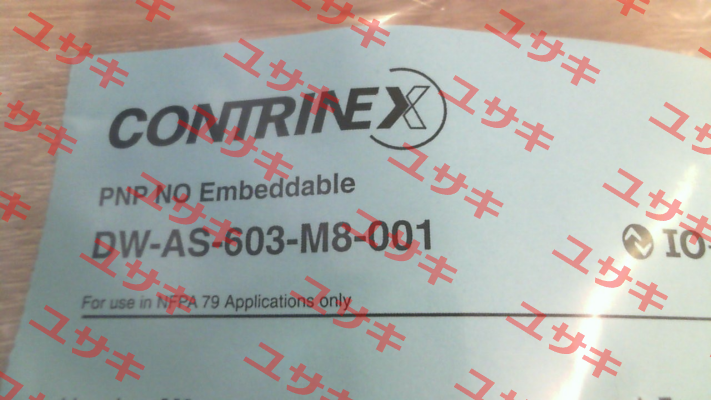 CONTRINEX
PNP NO Embeddable
DW-AS-603-M8-001
IO-
For use in NFPA 79 Applications only
ユサキ